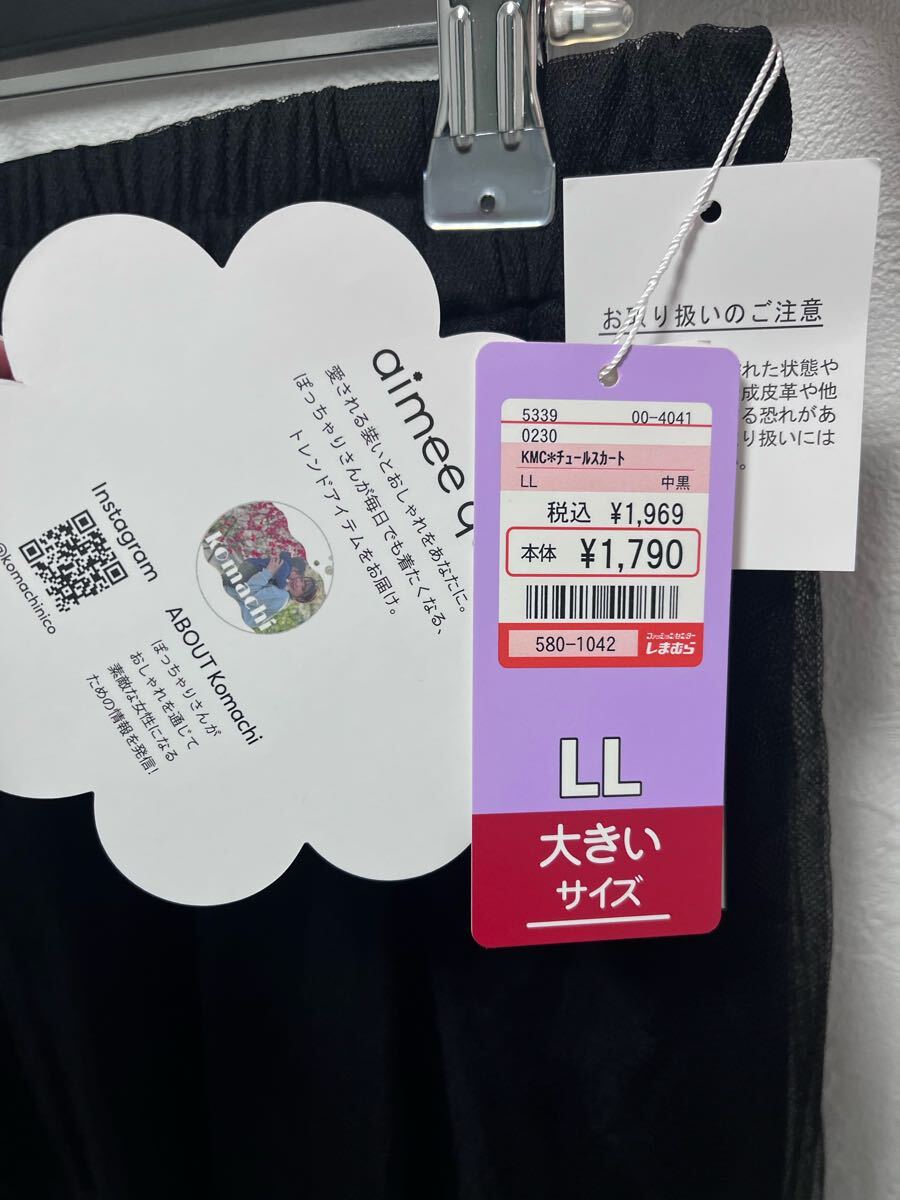 aimee q
愛される装いとおしゃれをあなたに。
ぽっちゃりさんが毎日でも着たくなる、
トレンドアイテムをお届け。
Komachi
Instagram
@komachinico
ABOUT Komachi
ぽっちゃりさんが
おしゃれを通じて
素敵な女性になる
ための情報を発信!
お取り扱いのご注意
れた状態や
成皮革や他
る恐れがあ
り扱いには
5339 00-4041
0230
KMC*チュールスカート
LL 中黒
税込 ¥1,969
本体 ¥1,790
580-1042
ファッションセンター
しまむら
LL
大きい
サイズ